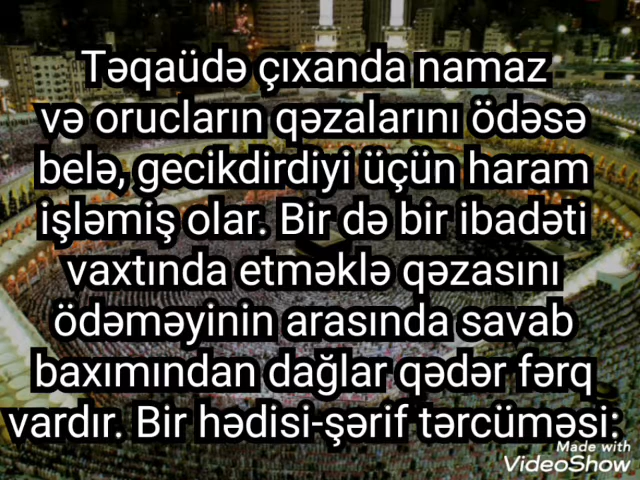 Təqaüdə çıxanda namaz
və orucların qəzalarını ödəsə
belə, gecikdirdiyi üçün haram
işləmiş olar. Bir də bir ibadəti
vaxtında etməklə qəzasını
ödəməyinin arasında savab
baxımından dağlar qədər fərq
vardır. Bir hədisi-şərif tərcüməsi:
Made with
VideoShow